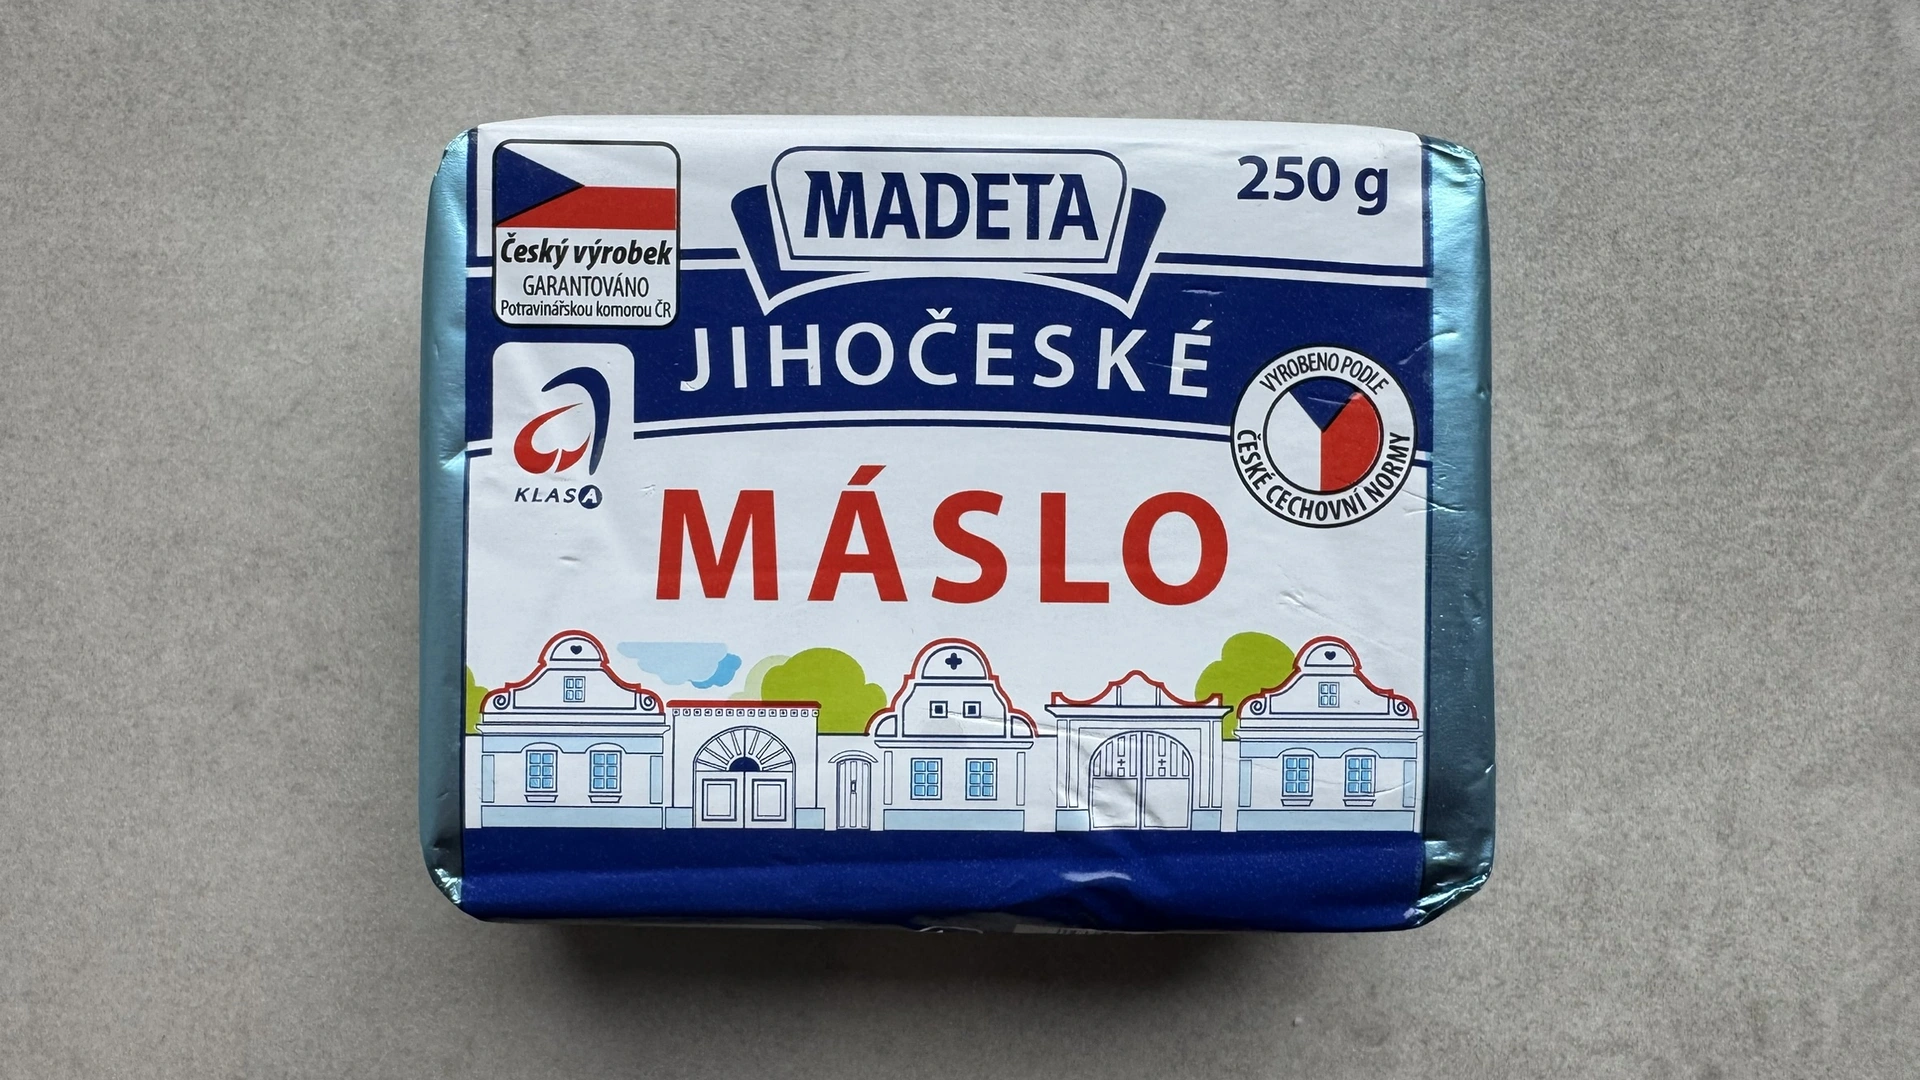 MADETA
250 g
Český výrobek
GARANTOVÁNO
Potravinářskou komorou ČR
JIHOČESKÉ
VYROBENO PODLE
ČESKÉ CECHOVNÍ NORMY
KLASA
MÁSLO